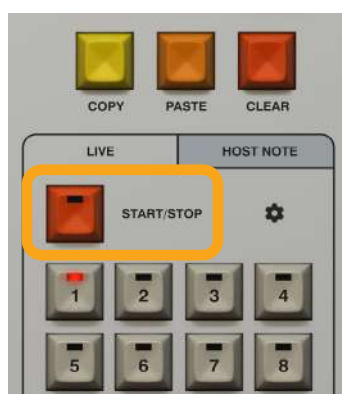 COPY PASTE CLEAR
LIVE HOST NOTE
START/STOP
1 2 3 4
5 6 7 8